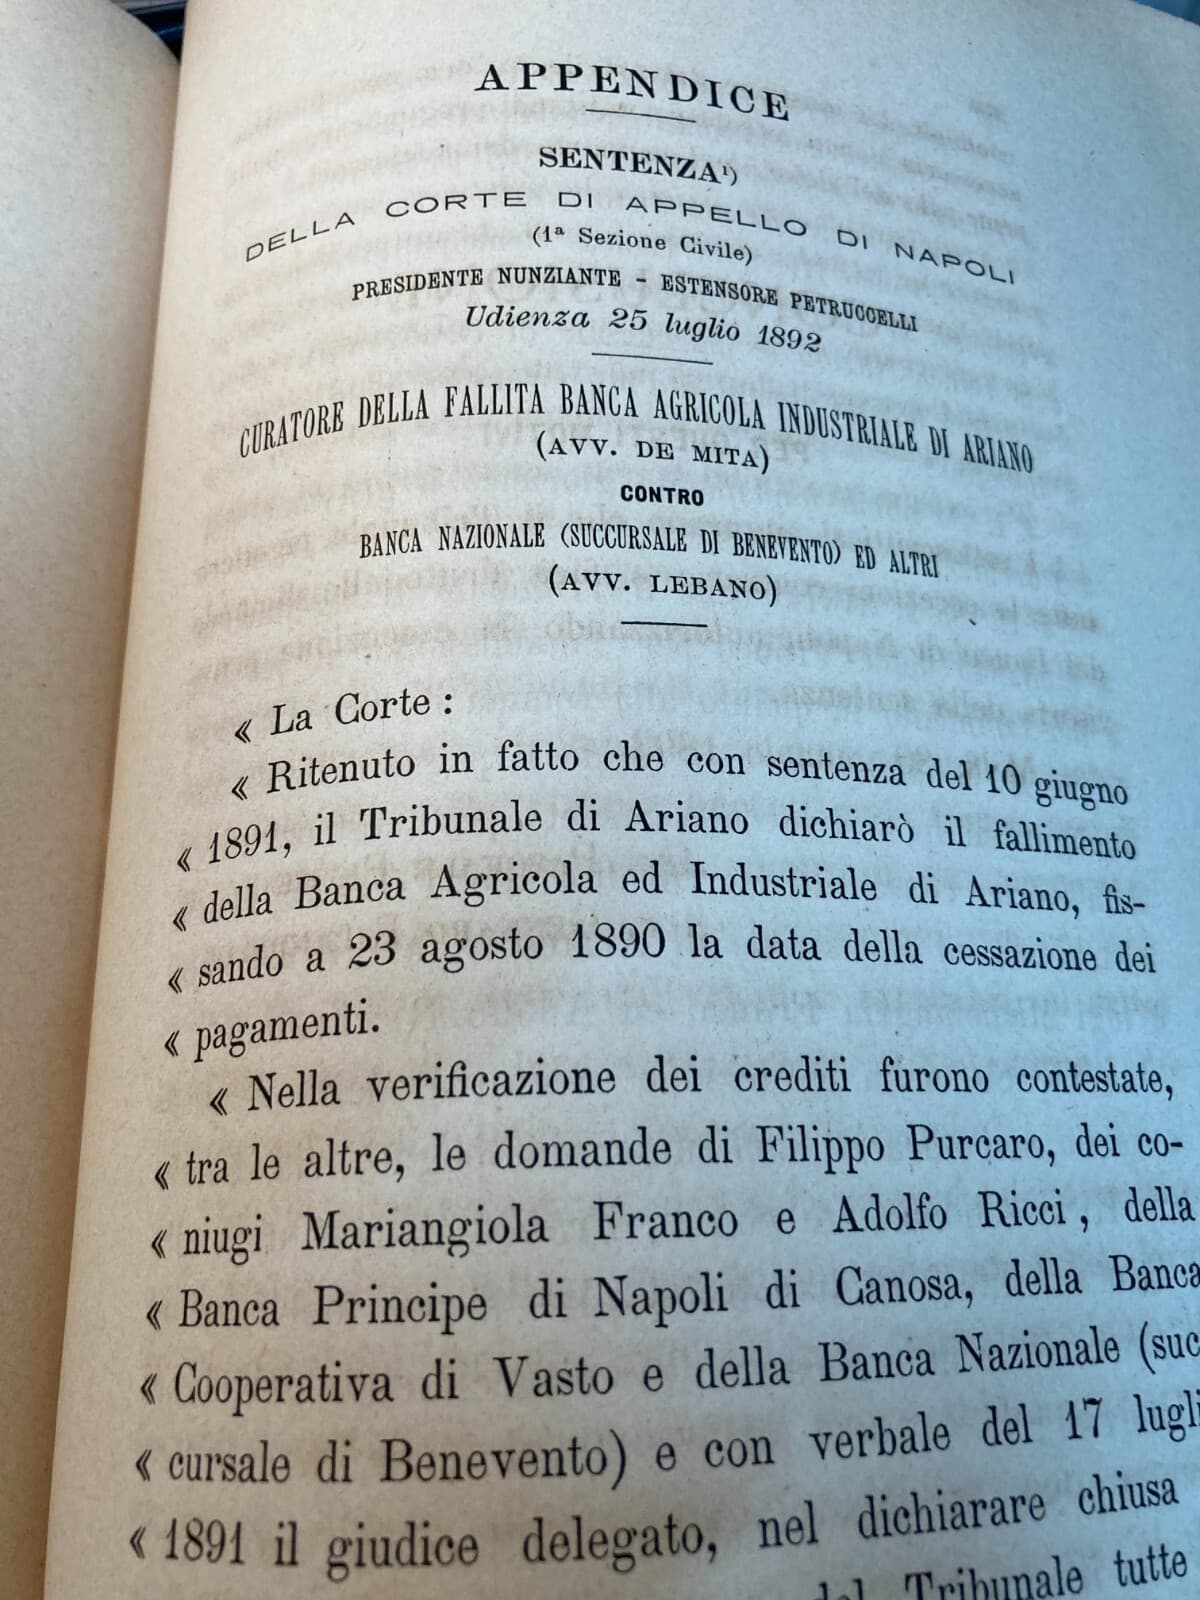 APPENDICE
SENTENZA¹)
DELLA CORTE DI APPELLO DI NAPOLI
(1ª Sezione Civile)
PRESIDENTE NUNZIANTE - ESTENSORE PETRUCCELLI
Udienza 25 luglio 1892
CURATORE DELLA FALLITA BANCA AGRICOLA INDUSTRIALE DI ARIANO
(AVV. DE MITA)
CONTRO
BANCA NAZIONALE (SUCCURSALE DI BENEVENTO) ED ALTRI
(AVV. LEBANO)
« La Corte :
« Ritenuto in fatto che con sentenza del 10 giugno
« 1891, il Tribunale di Ariano dichiarò il fallimento
« della Banca Agricola ed Industriale di Ariano, fis-
« sando a 23 agosto 1890 la data della cessazione dei
« pagamenti.
« Nella verificazione dei crediti furono contestate,
« tra le altre, le domande di Filippo Purcaro, dei co-
« niugi Mariangiola Franco e Adolfo Ricci, della
« Banca Principe di Napoli di Canosa, della Banca
« Cooperativa di Vasto e della Banca Nazionale (suc
« cursale di Benevento) e con verbale del 17 lugli
« 1891 il giudice delegato, nel dichiarare chiusa
del Tribunale tutte